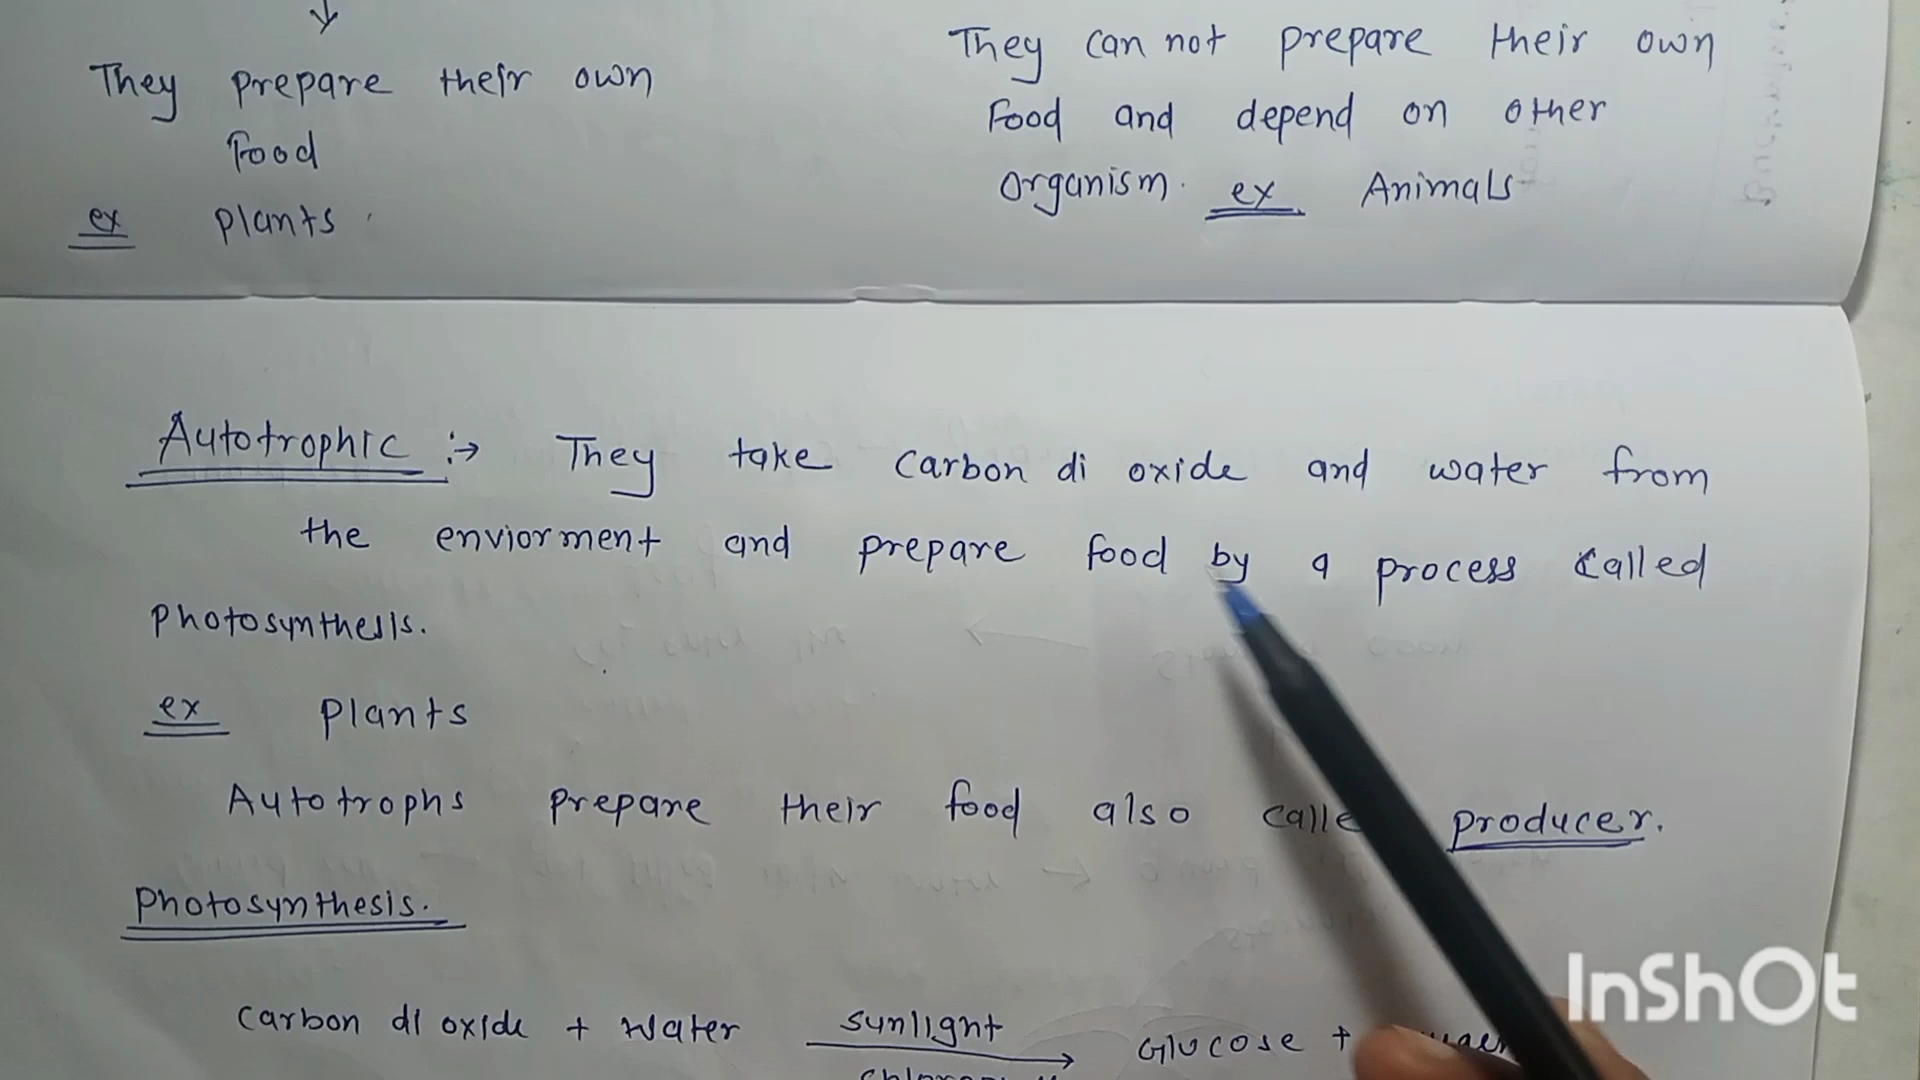 They prepare their own
Food
ex plants
They can not prepare their own
Food and depend on other
organism. ex Animals
Autotrophic :→ They take carbon di oxide and water from
the enviorment and prepare food by a process called
Photosynthesis.
ex plants
Autotrophs prepare their food also calle producer.
Photosynthesis.
carbon di oxide + water sunlight → Glucose +
InShOt